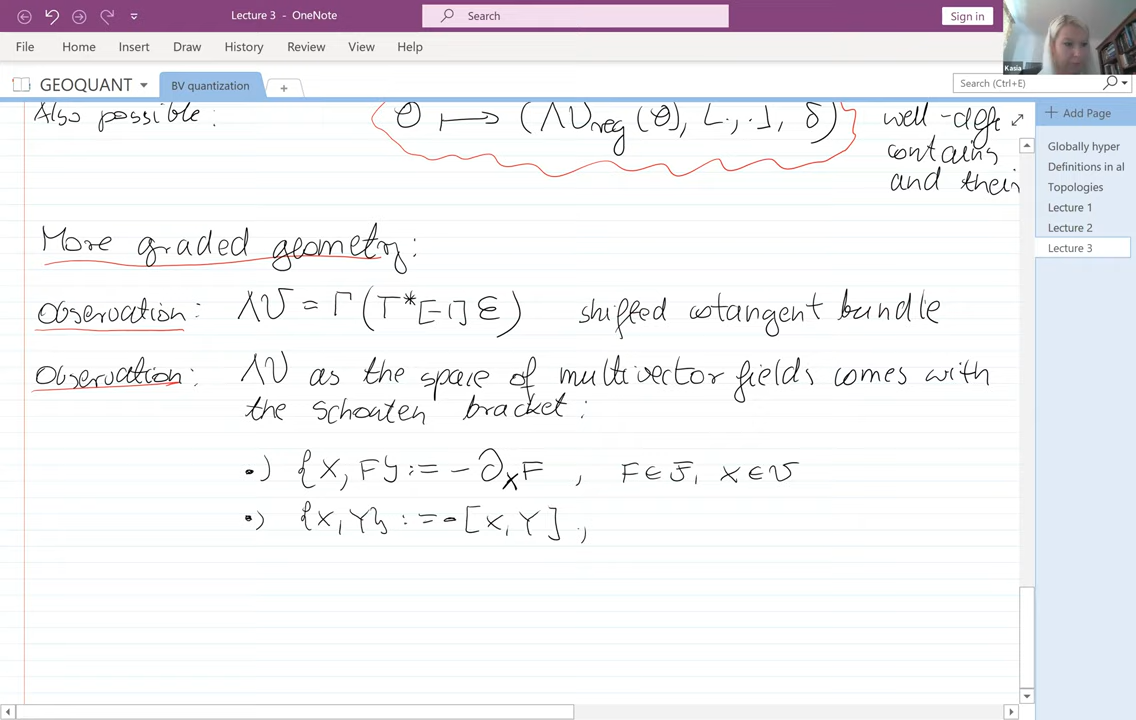 Lecture 3 - OneNote
Search
Sign in
File Home Insert Draw History Review View Help
Kasia
GEOQUANT
BV quantization
Search (Ctrl+E)
Add Page
Globally hyper
Definitions in al
Topologies
Lecture 1
Lecture 2
Lecture 3
Also possible: O ⟼ (ΛV_reg(O), [.,.], δ) well-defi
contains
and their
More graded geometry:
Observation: ΛV = Γ(T*[-1]ℰ) shifted cotangent bundle
Observation: ΛV as the space of multivector fields comes with
the schouten bracket:
•) {X, F} := - ∂_X F , F ∈ F, X ∈ V
•) {X, Y} := -[X, Y] ,